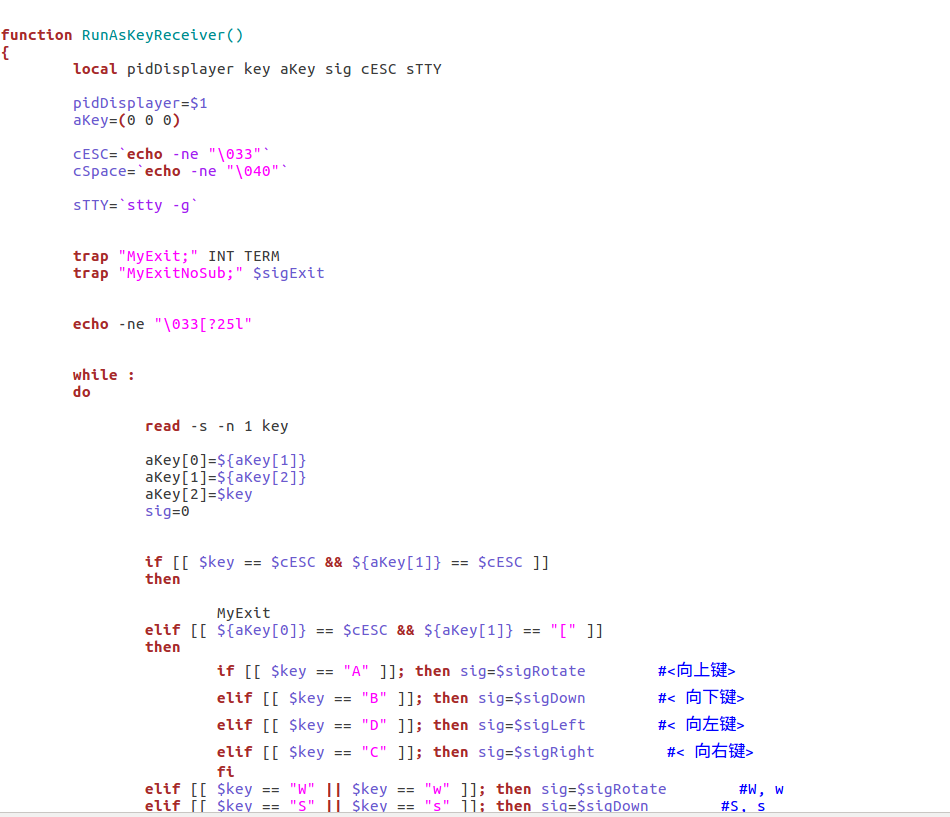 function RunAsKeyReceiver()
{
        local pidDisplayer key aKey sig cESC sTTY
        pidDisplayer=$1
        aKey=(0 0 0)
        cESC=`echo -ne "\033"`
        cSpace=`echo -ne "\040"`
        sTTY=`stty -g`
        trap "MyExit;" INT TERM
        trap "MyExitNoSub;" $sigExit
        echo -ne "\033[?25l"
        while :
        do
                read -s -n 1 key
                aKey[0]=${aKey[1]}
                aKey[1]=${aKey[2]}
                aKey[2]=$key
                sig=0
                if [[ $key == $cESC && ${aKey[1]} == $cESC ]]
                then
                        MyExit
                elif [[ ${aKey[0]} == $cESC && ${aKey[1]} == "[" ]]
                then
                        if [[ $key == "A" ]]; then sig=$sigRotate        #<向上键>
                        elif [[ $key == "B" ]]; then sig=$sigDown        #< 向下键>
                        elif [[ $key == "D" ]]; then sig=$sigLeft        #< 向左键>
                        elif [[ $key == "C" ]]; then sig=$sigRight        #< 向右键>
                        fi
                elif [[ $key == "W" || $key == "w" ]]; then sig=$sigRotate        #W, w
                elif [[ $key == "S" || $key == "s" ]]; then sig=$sigDown        #S, s